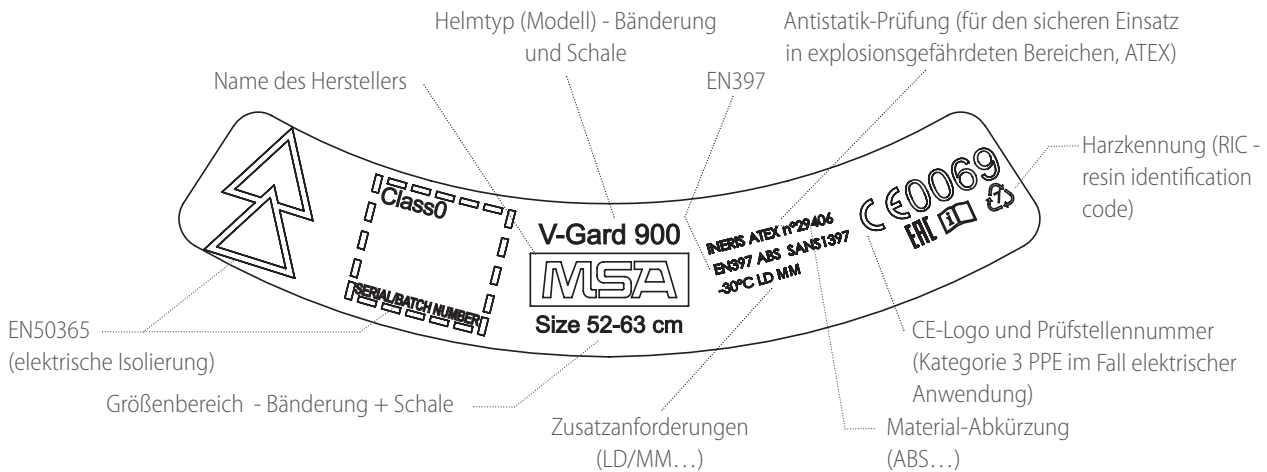 Helmtyp (Modell) - Bänderung
und Schale
Antistatik-Prüfung (für den sicheren Einsatz
in explosionsgefährdeten Bereichen, ATEX)
Name des Herstellers
EN397
Harzkennung (RIC -
resin identification
code)
Class0
SERIAL/BATCH NUMBER
V-Gard 900
MSA
Size 52-63 cm
INERIS ATEX n°29406
EN397 ABS SANS1397
-30°C LD MM
CE0069
EAC
i
7
EN50365
(elektrische Isolierung)
Größenbereich - Bänderung + Schale
Zusatzanforderungen
(LD/MM…)
CE-Logo und Prüfstellennummer
(Kategorie 3 PPE im Fall elektrischer
Anwendung)
Material-Abkürzung
(ABS…)